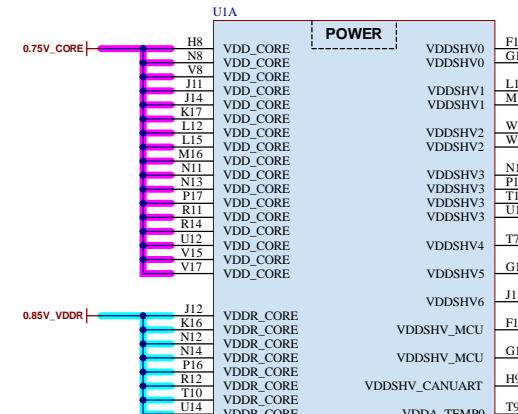 U1A
POWER
0.75V_CORE H8 VDD_CORE VDDSHV0
N8 VDD_CORE VDDSHV0
V8 VDD_CORE
J11 VDD_CORE VDDSHV1
J14 VDD_CORE VDDSHV1
K17 VDD_CORE
L12 VDD_CORE VDDSHV2
L15 VDD_CORE VDDSHV2
M16 VDD_CORE
N11 VDD_CORE VDDSHV3
N13 VDD_CORE VDDSHV3
P17 VDD_CORE VDDSHV3
R11 VDD_CORE VDDSHV3
R14 VDD_CORE
U12 VDD_CORE VDDSHV4
V15 VDD_CORE
V17 VDD_CORE VDDSHV5
VDDSHV6
0.85V_VDDR J12 VDDR_CORE
K16 VDDR_CORE VDDSHV_MCU
N12 VDDR_CORE
N14 VDDR_CORE VDDSHV_MCU
P16 VDDR_CORE
R12 VDDR_CORE VDDSHV_CANUART
T10 VDDR_CORE
U14 VDDR_CORE VDDA_TEMP0